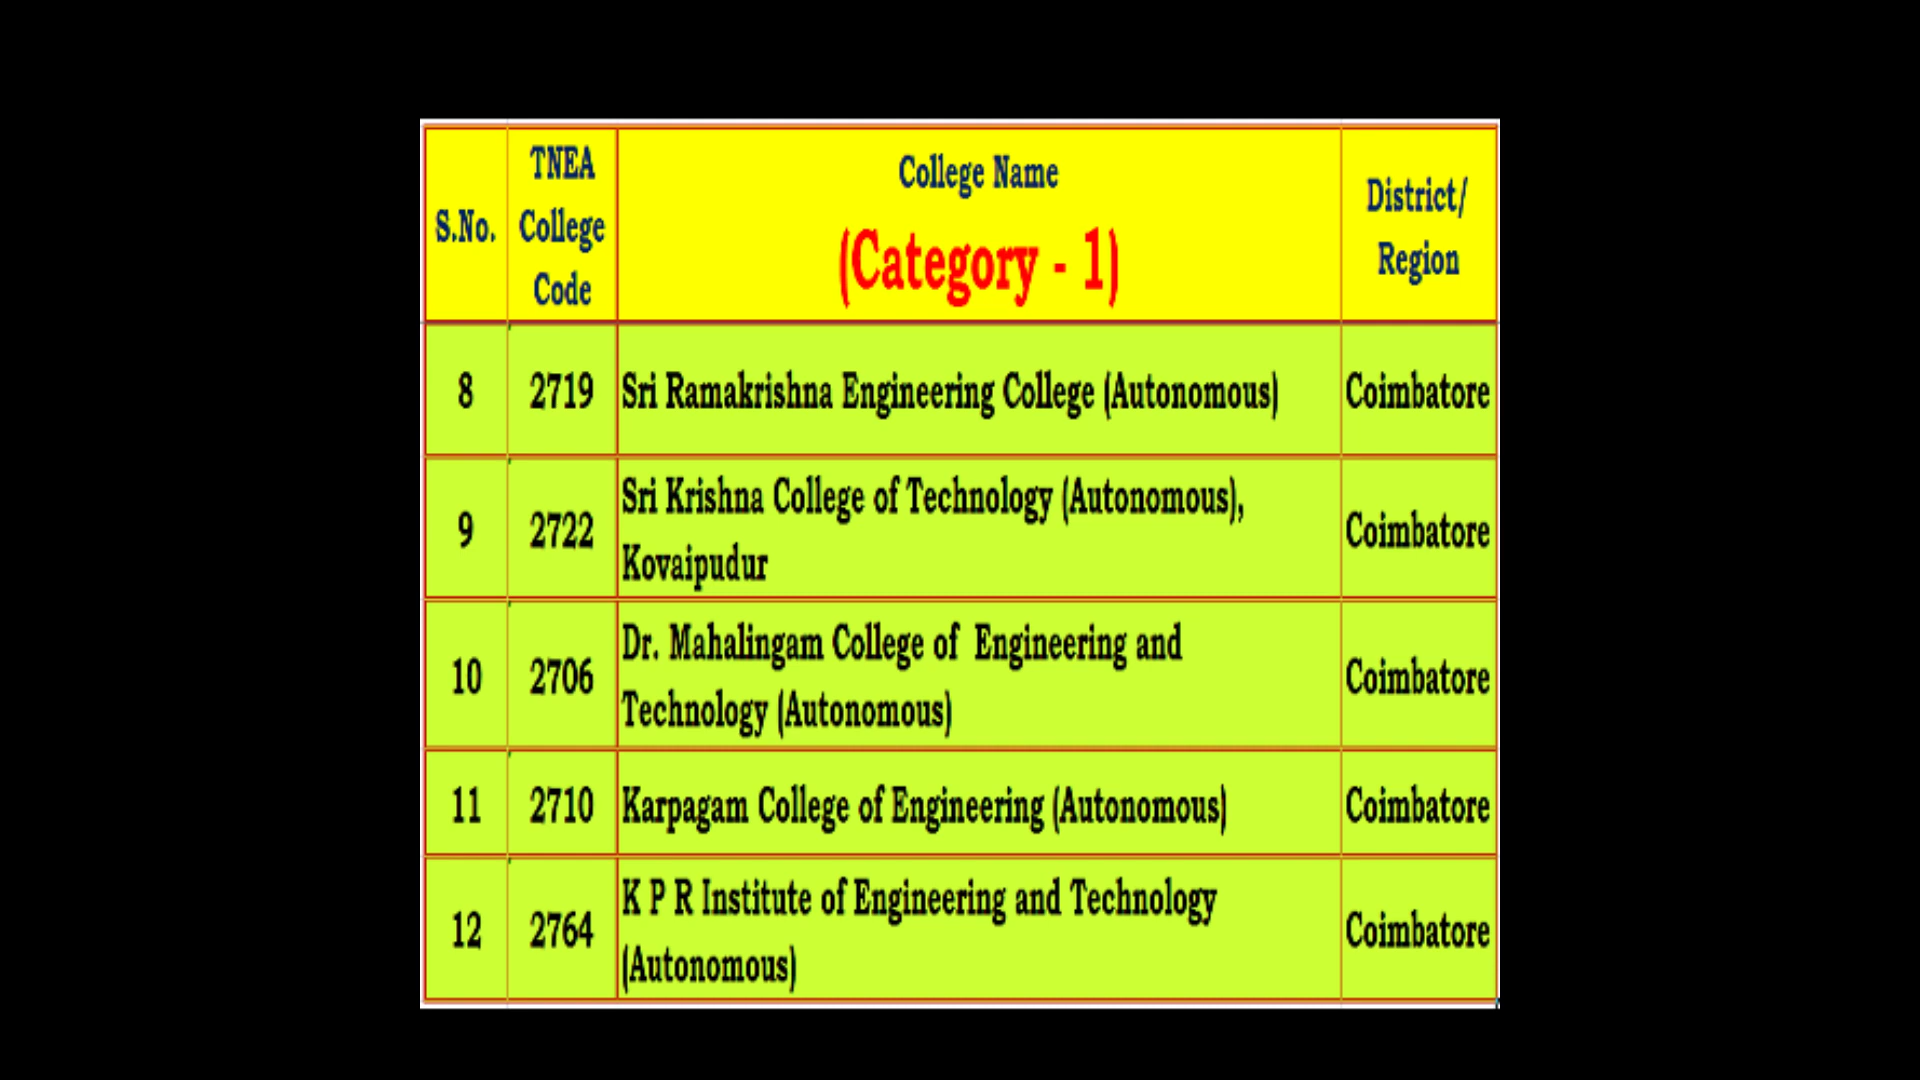 S.No.
TNEA
College
Code
College Name
(Category - 1)
District/
Region
8
2719
Sri Ramakrishna Engineering College (Autonomous)
Coimbatore
9
2722
Sri Krishna College of Technology (Autonomous),
Kovaipudur
Coimbatore
10
2706
Dr. Mahalingam College of Engineering and
Technology (Autonomous)
Coimbatore
11
2710
Karpagam College of Engineering (Autonomous)
Coimbatore
12
2764
K P R Institute of Engineering and Technology
(Autonomous)
Coimbatore